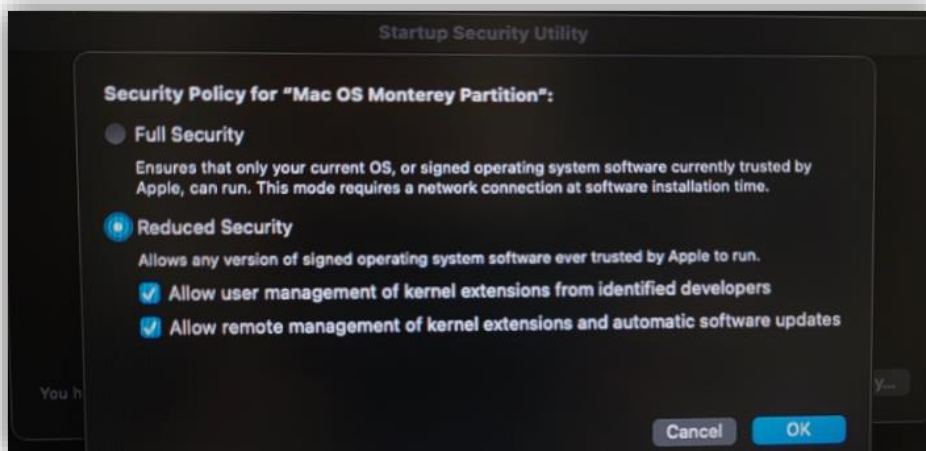 Startup Security Utility
Security Policy for "Mac OS Monterey Partition":
Full Security
Ensures that only your current OS, or signed operating system software currently trusted by
Apple, can run. This mode requires a network connection at software installation time.
Reduced Security
Allows any version of signed operating system software ever trusted by Apple to run.
Allow user management of kernel extensions from identified developers
Allow remote management of kernel extensions and automatic software updates
You h
y...
Cancel
OK